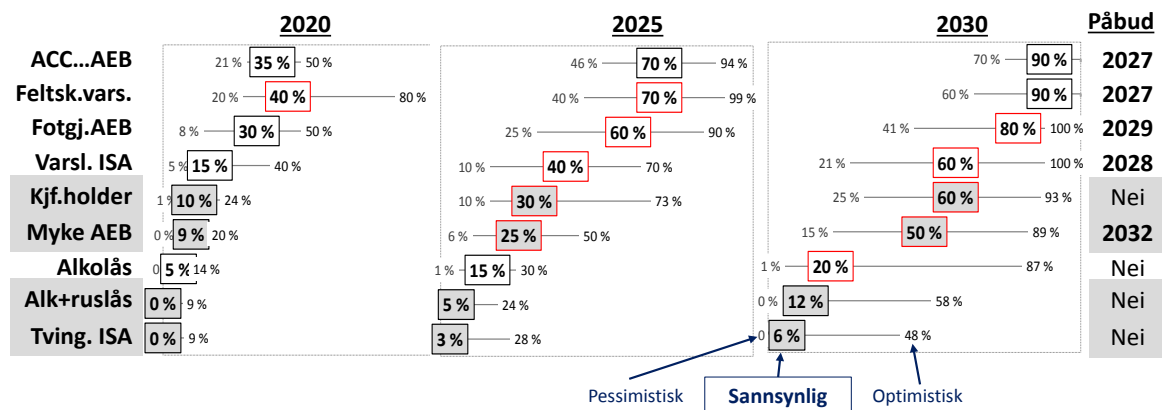 2020 2025 2030 Påbud
ACC...AEB 21 % 35 % 50 % 46 % 70 % 94 % 70 % 90 % 2027
Feltsk.vars. 20 % 40 % 80 % 40 % 70 % 99 % 60 % 90 % 2027
Fotgj.AEB 8 % 30 % 50 % 25 % 60 % 90 % 41 % 80 % 100 % 2029
Varsl. ISA 5 % 15 % 40 % 10 % 40 % 70 % 21 % 60 % 100 % 2028
Kjf.holder 1 % 10 % 24 % 10 % 30 % 73 % 25 % 60 % 93 % Nei
Myke AEB 0 % 9 % 20 % 6 % 25 % 50 % 15 % 50 % 89 % 2032
Alkolås 0 5 % 14 % 1 % 15 % 30 % 1 % 20 % 87 % Nei
Alk+ruslås 0 % 9 % 5 % 24 % 0 % 12 % 58 % Nei
Tving. ISA 0 % 9 % 3 % 28 % 0 6 % 48 % Nei
Pessimistisk Sannsynlig Optimistisk